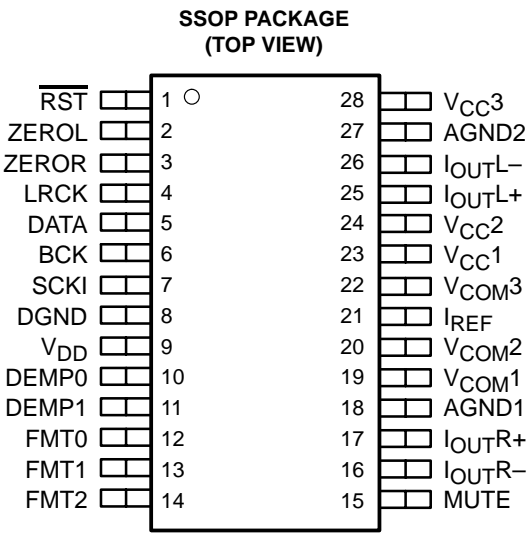 SSOP PACKAGE
(TOP VIEW)
RST 1 28 VCC3
ZEROL 2 27 AGND2
ZEROR 3 26 IOUTL–
LRCK 4 25 IOUTL+
DATA 5 24 VCC2
BCK 6 23 VCC1
SCKI 7 22 VCOM3
DGND 8 21 IREF
VDD 9 20 VCOM2
DEMP0 10 19 VCOM1
DEMP1 11 18 AGND1
FMT0 12 17 IOUTR+
FMT1 13 16 IOUTR–
FMT2 14 15 MUTE